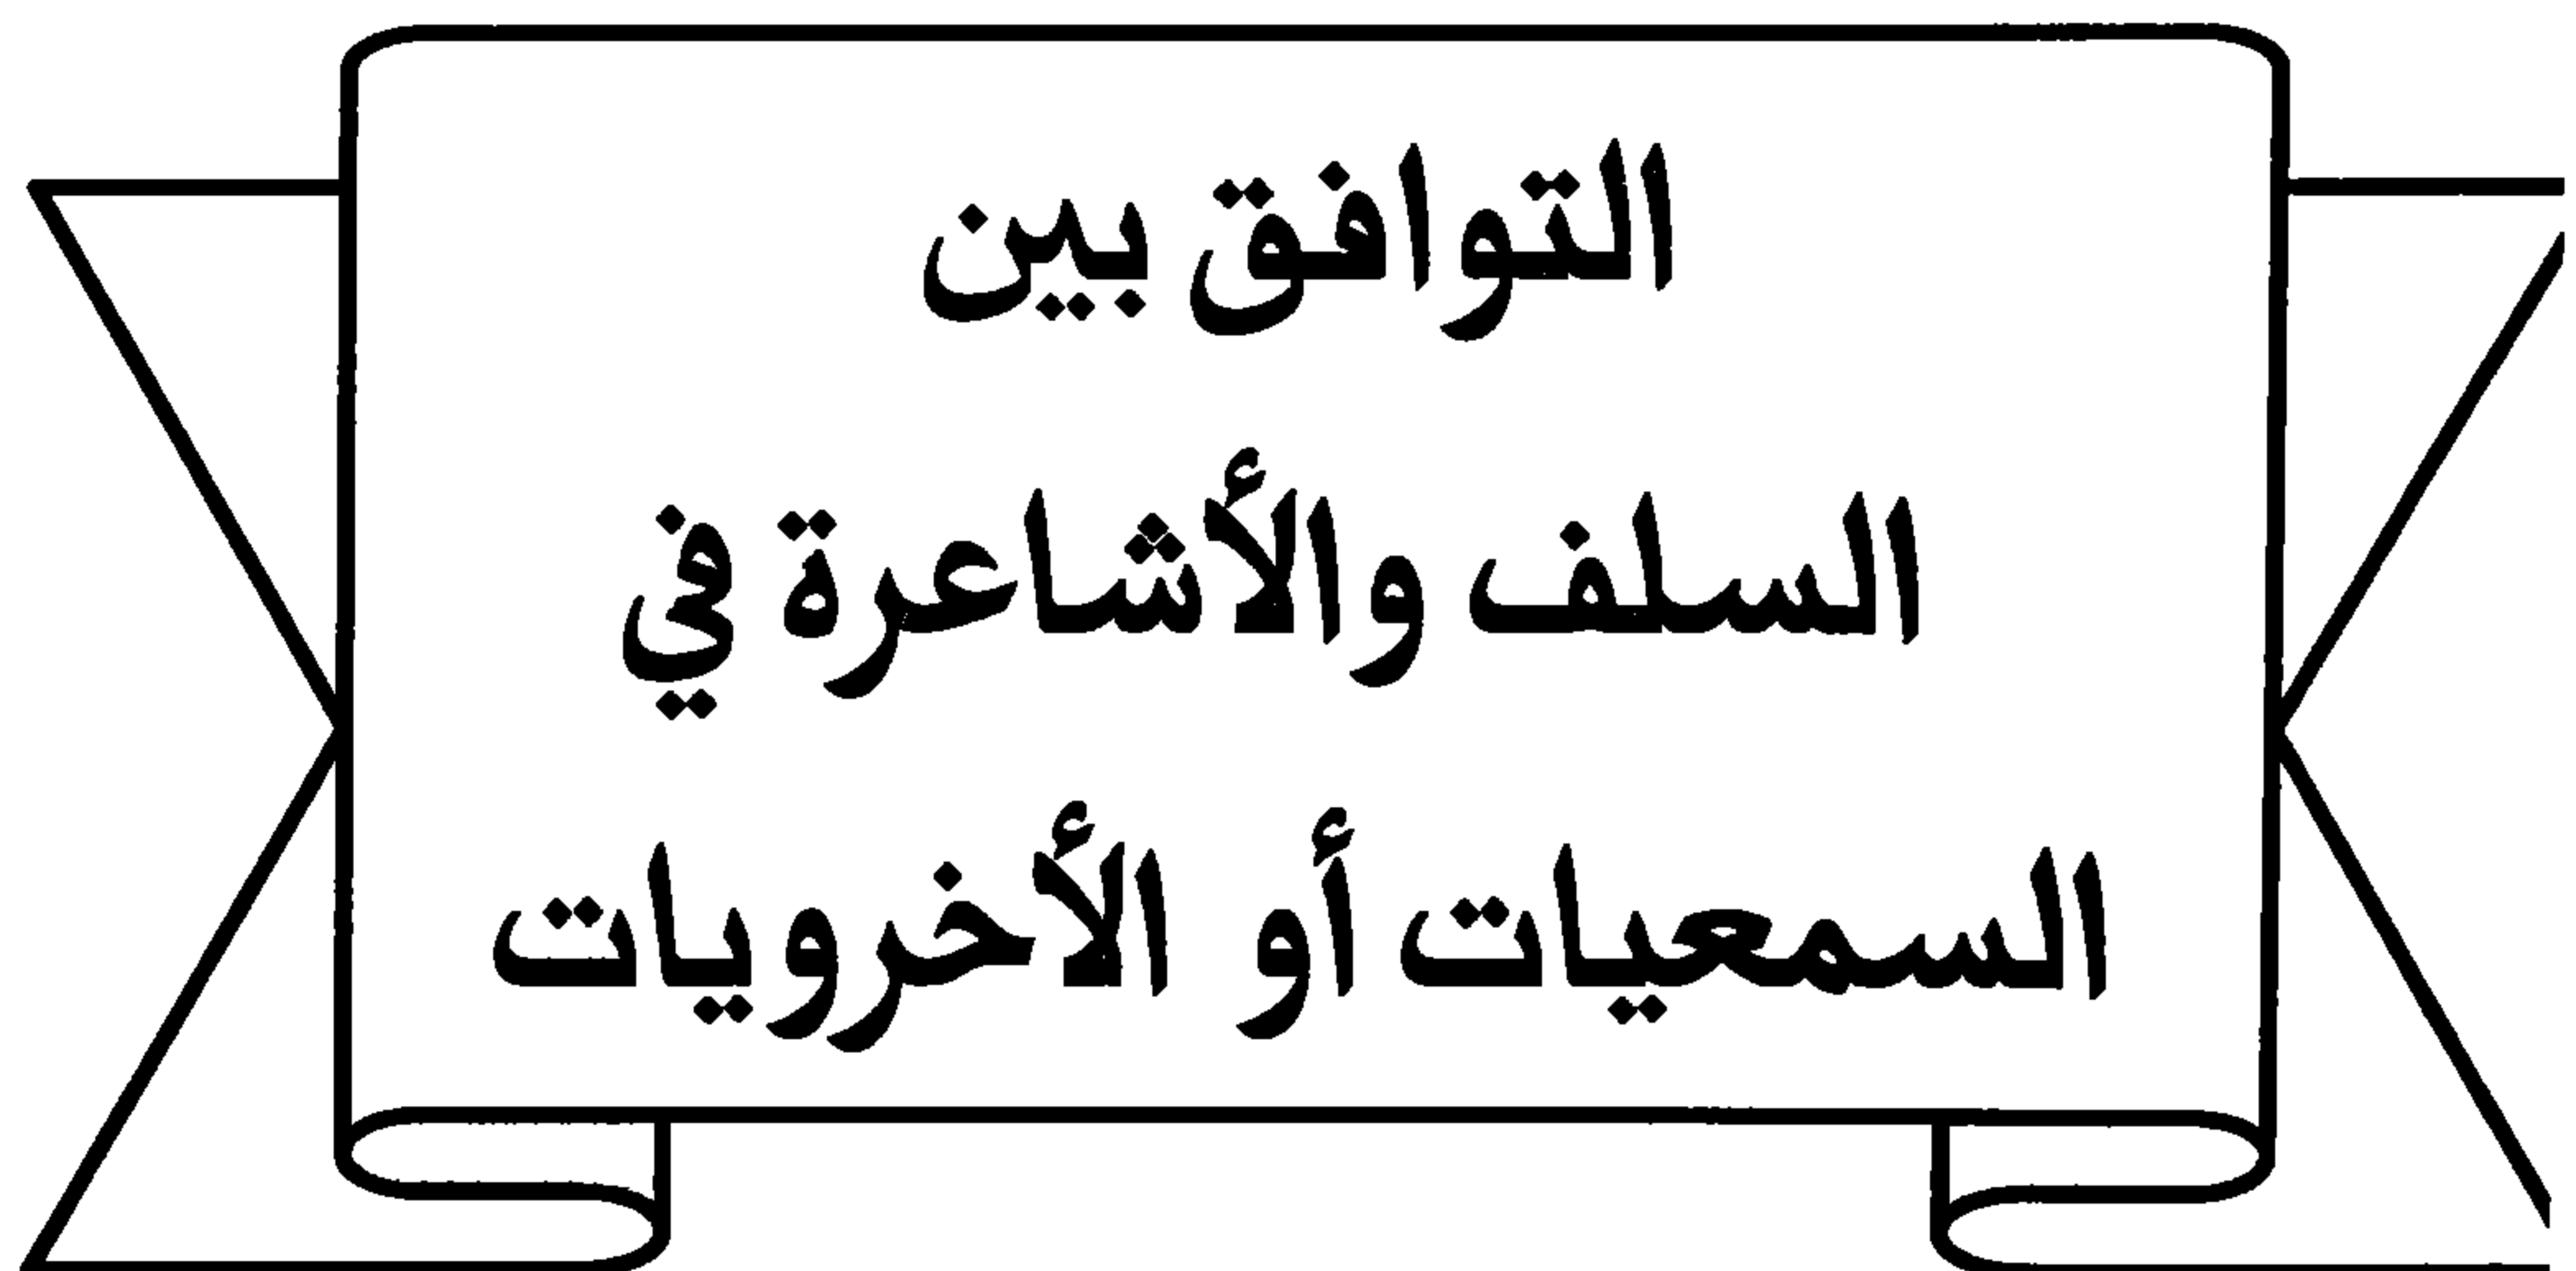 التوافق بين
السلف والأشاعرة في
السمعيات أو الأخرويات